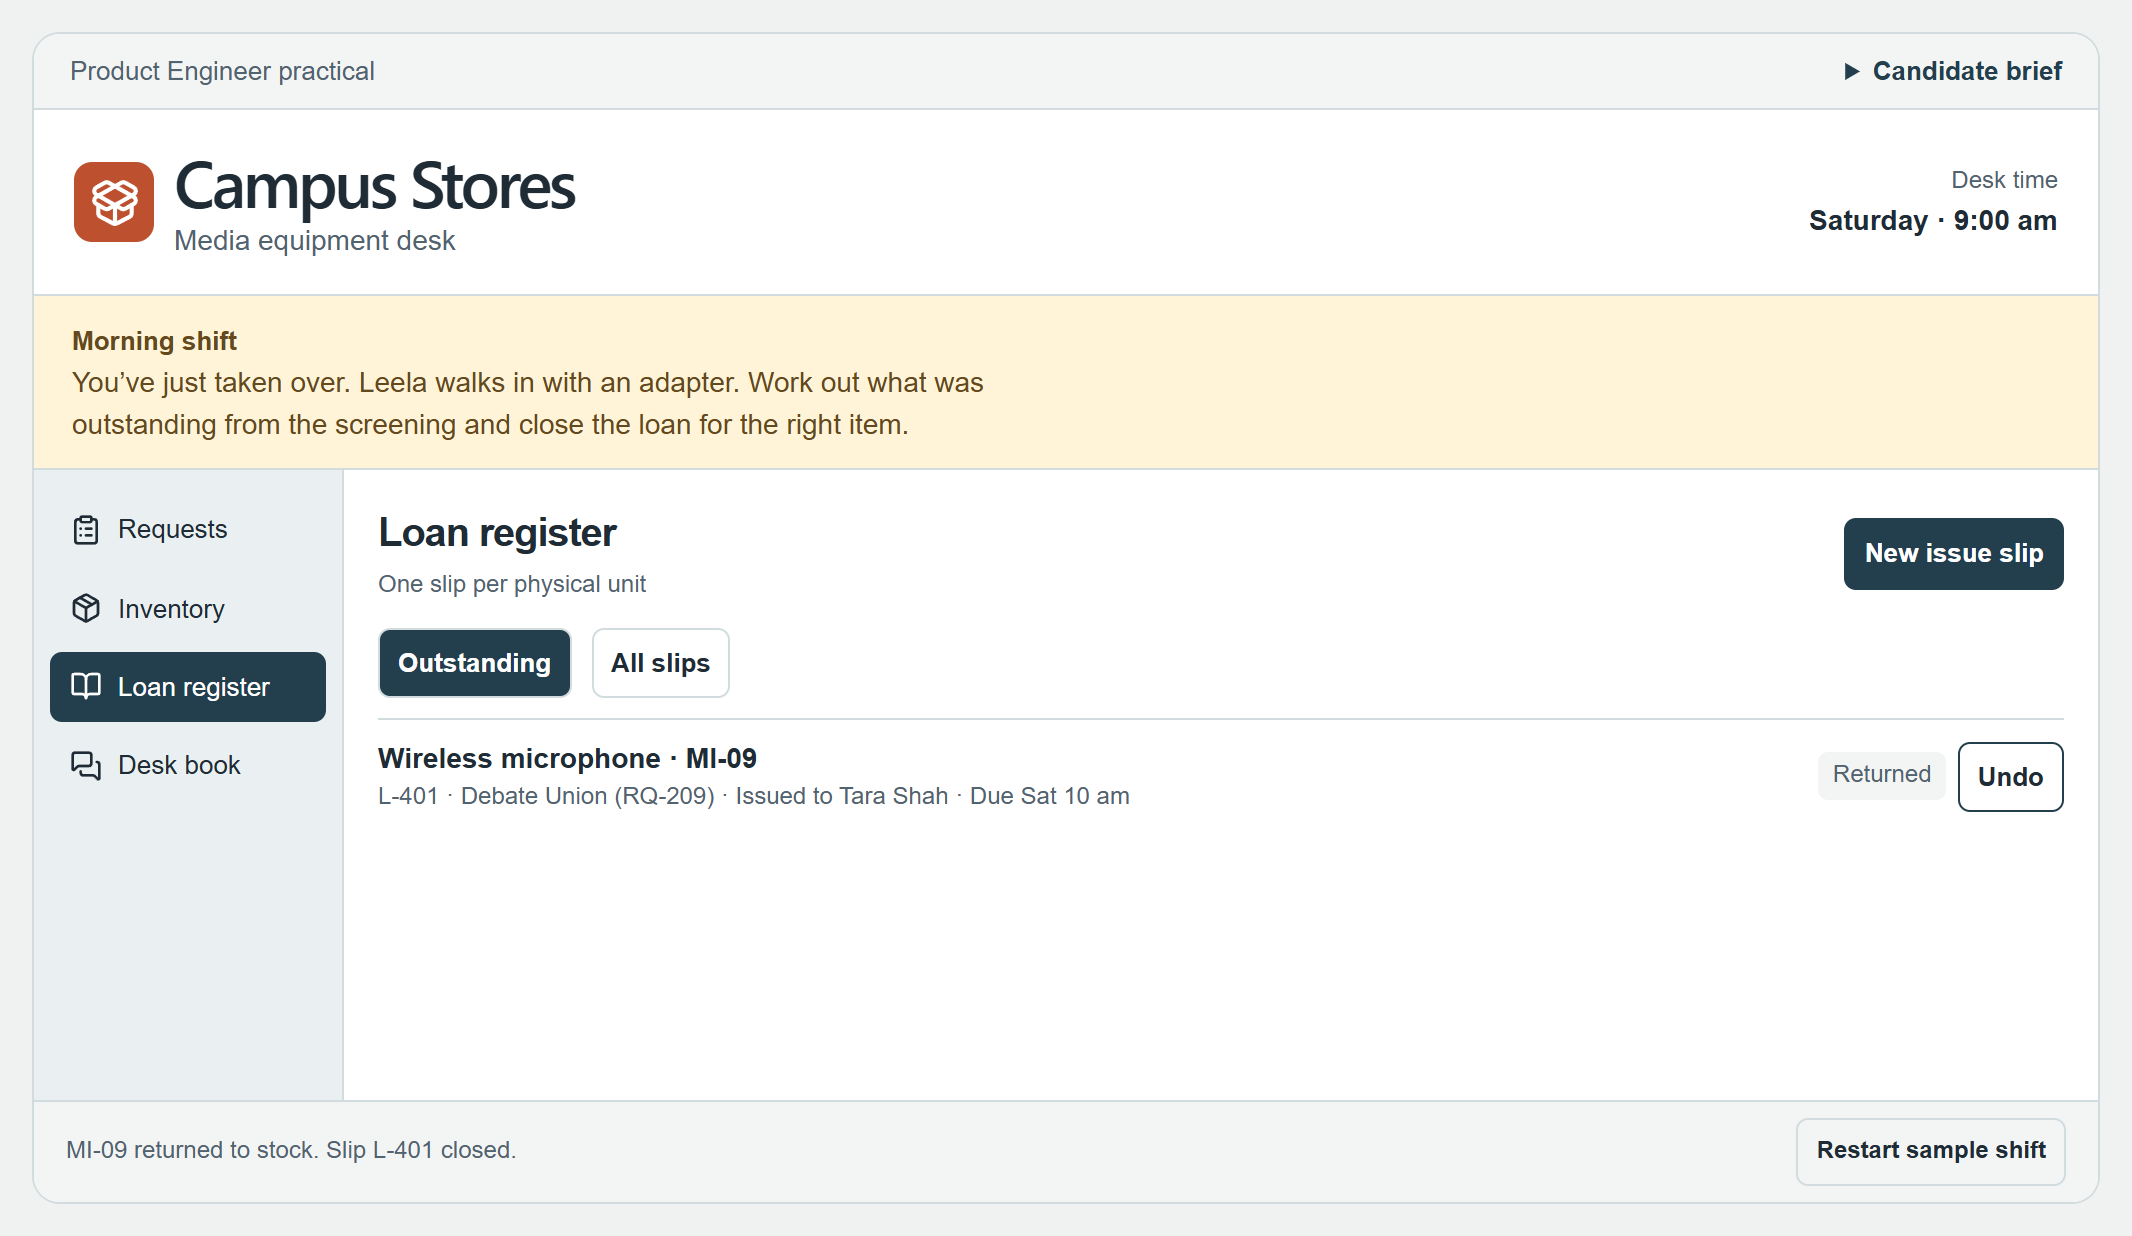 Product Engineer practical
Candidate brief
Campus Stores
Media equipment desk
Desk time
Saturday · 9:00 am
Morning shift
You’ve just taken over. Leela walks in with an adapter. Work out what was
outstanding from the screening and close the loan for the right item.
Requests
Inventory
Loan register
Desk book
Loan register
One slip per physical unit
New issue slip
Outstanding
All slips
Wireless microphone · MI-09
L-401 · Debate Union (RQ-209) · Issued to Tara Shah · Due Sat 10 am
Returned
Undo
MI-09 returned to stock. Slip L-401 closed.
Restart sample shift